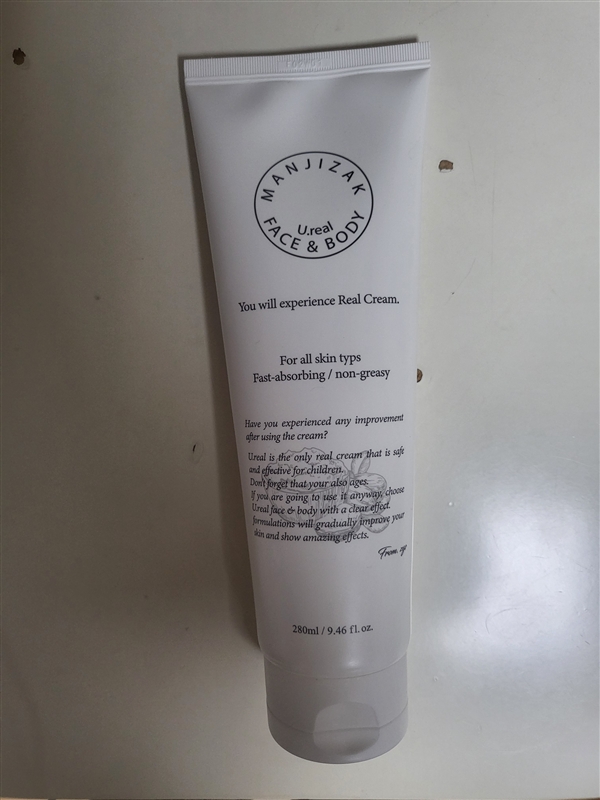 MANJIZAK
U.real
FACE & BODY
You will experience Real Cream.
For all skin typs
Fast-absorbing / non-greasy
Have you experienced any improvement
after using the cream?
U.real is the only real cream that is safe
and effective for children.
Don't forget that your also ages.
If you are going to use it anyway, choose
U.real face & body with a clear effect.
formulations will gradually improve your
skin and show amazing effects.
From.
280ml / 9.46 fl. oz.